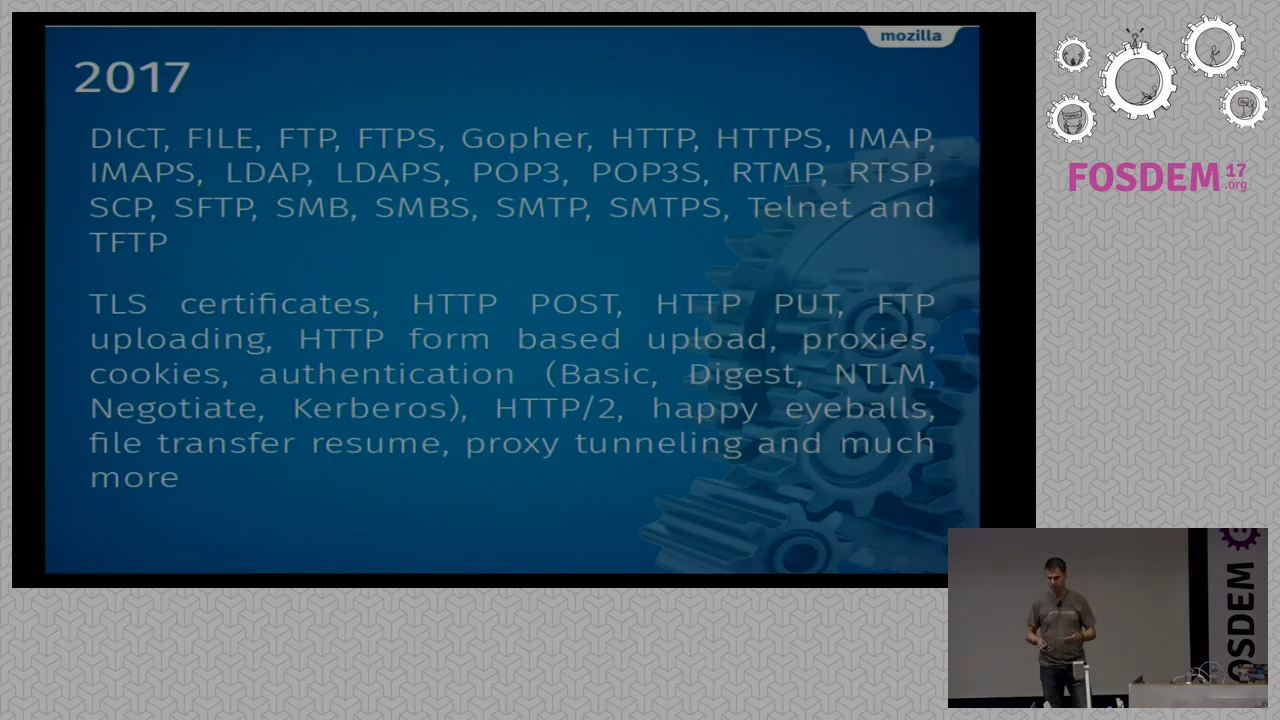 mozilla
2017
DICT, FILE, FTP, FTPS, Gopher, HTTP, HTTPS, IMAP,
IMAPS, LDAP, LDAPS, POP3, POP3S, RTMP, RTSP,
SCP, SFTP, SMB, SMBS, SMTP, SMTPS, Telnet and
TFTP
TLS certificates, HTTP POST, HTTP PUT, FTP
uploading, HTTP form based upload, proxies,
cookies, authentication (Basic, Digest, NTLM,
Negotiate, Kerberos), HTTP/2, happy eyeballs,
file transfer resume, proxy tunneling and much
more
FOSDEM 17
.org
OSDEM